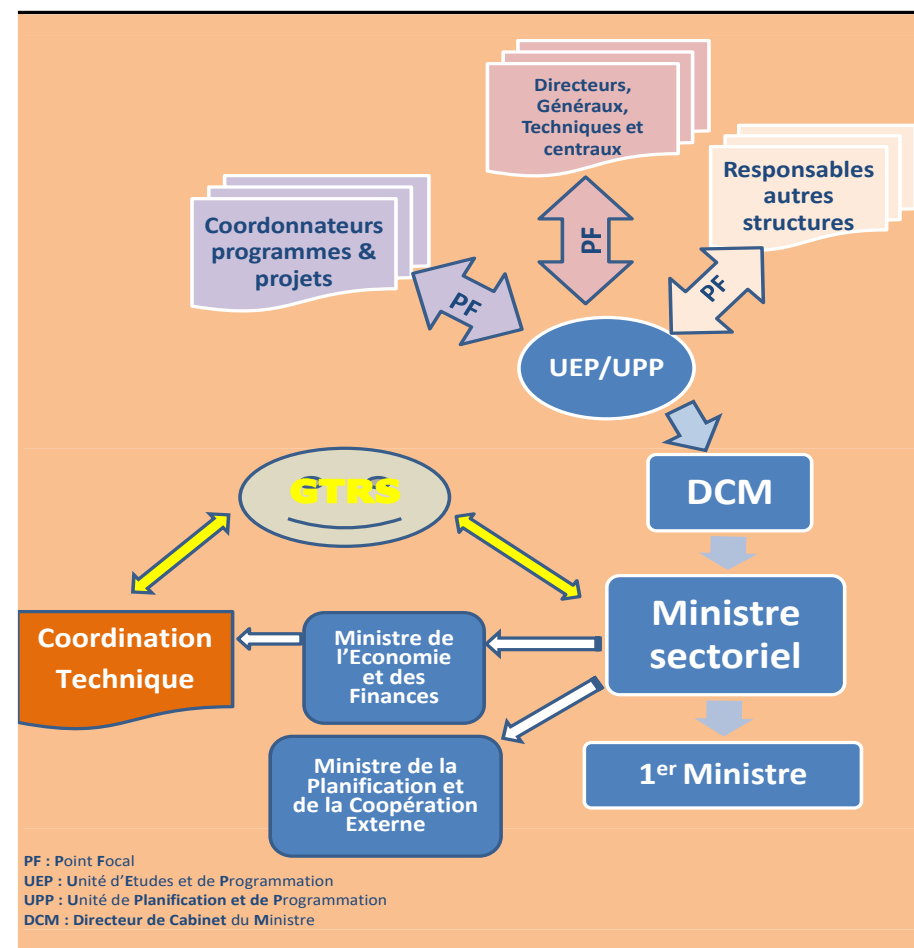 Directeurs,
Généraux,
Techniques et
centraux
Responsables
autres
structures
Coordonnateurs
programmes &
projets
PF
PF
PF
UEP/UPP
DCM
GTRS
Ministre
sectoriel
Coordination
Technique
Ministre de
l'Economie
et des
Finances
Ministre de la
Planification et
de la Coopération
Externe
1er Ministre
PF : Point Focal
UEP : Unité d'Etudes et de Programmation
UPP : Unité de Planification et de Programmation
DCM : Directeur de Cabinet du Ministre